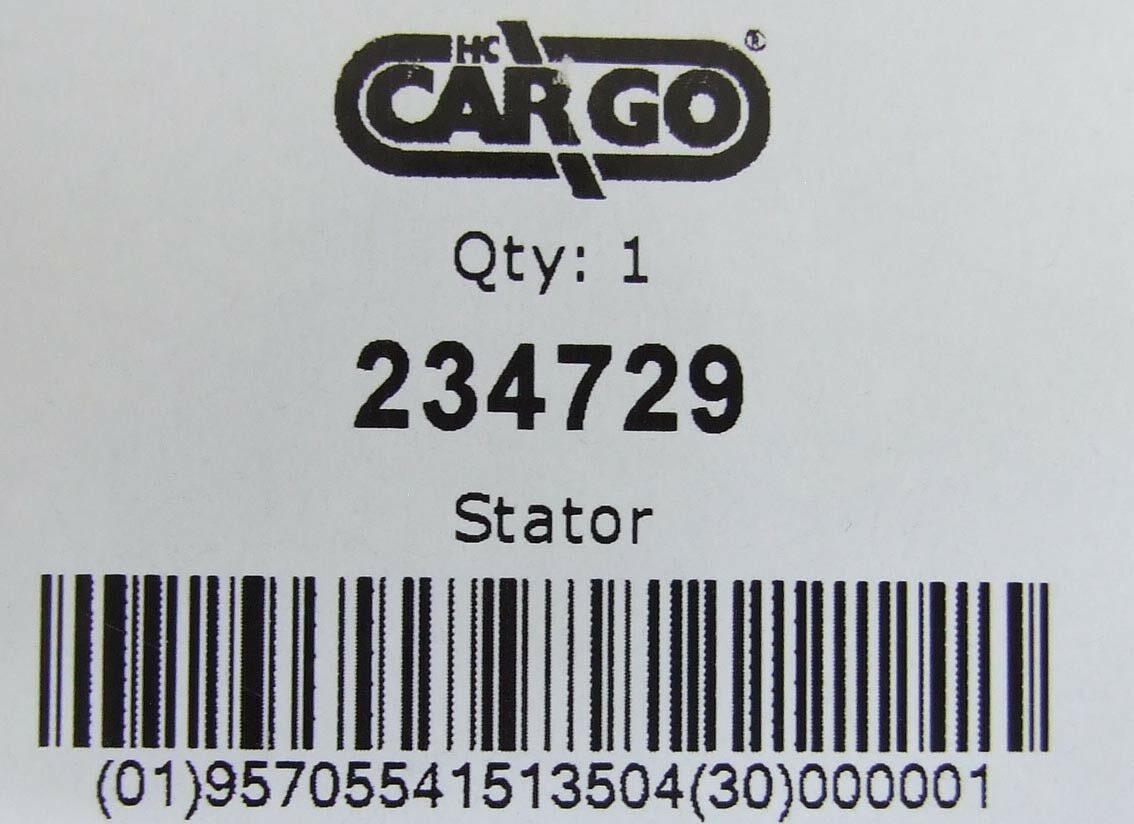 HC
CARGO®
Qty: 1
234729
Stator
(01)95705541513504(30)000001